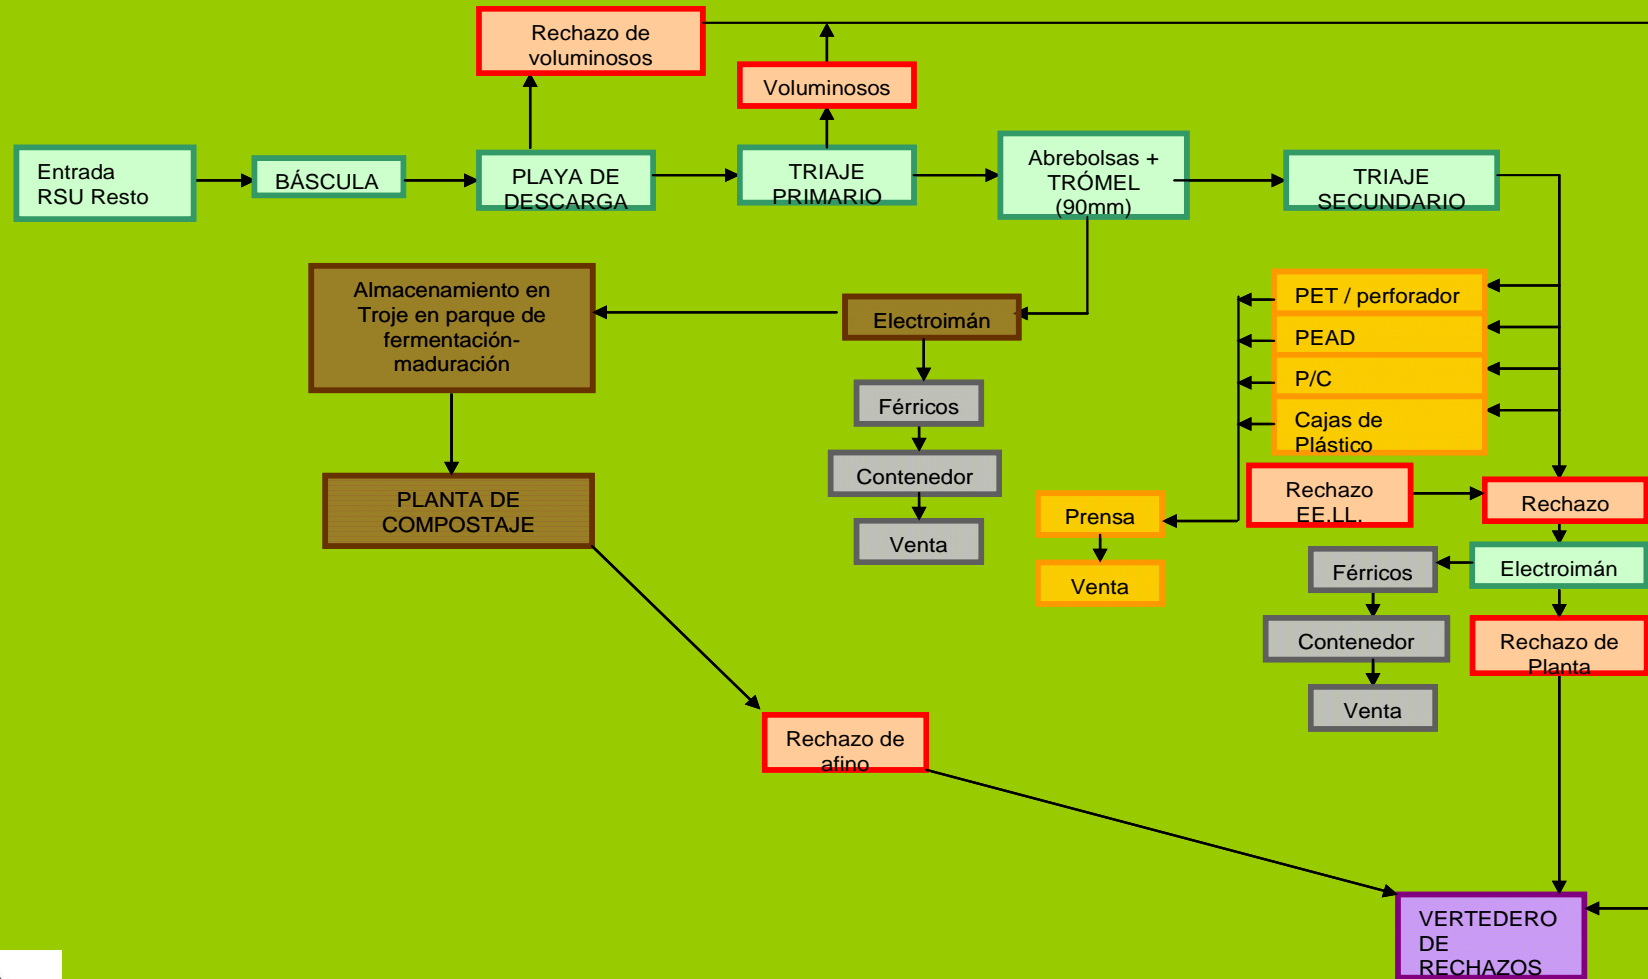 Rechazo de
voluminosos
Voluminosos
Entrada
RSU Resto
BÁSCULA
PLAYA DE
DESCARGA
TRIAJE
PRIMARIO
Abrebolsas +
TRÓMEL
(90mm)
TRIAJE
SECUNDARIO
Almacenamiento en
Troje en parque de
fermentación-
maduración
Electroimán
PET / perforador
PEAD
P/C
Cajas de
Plástico
Férricos
Contenedor
Venta
PLANTA DE
COMPOSTAJE
Prensa
Venta
Rechazo
EE.LL.
Rechazo
Electroimán
Férricos
Contenedor
Venta
Rechazo de
Planta
Rechazo de
afino
VERTEDERO
DE
RECHAZOS